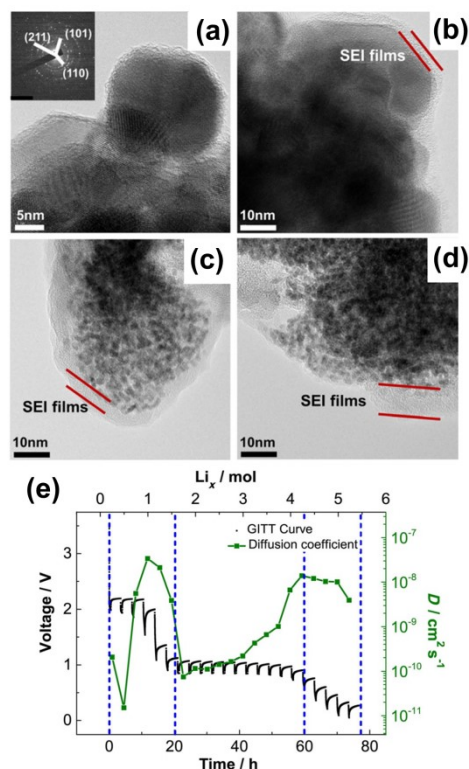 (a)
(211)
(101)
(110)
5nm
(b)
SEI films
10nm
(c)
SEI films
10nm
(d)
SEI films
10nm
(e)
Liₓ / mol
0 1 2 3 4 5 6
GITT Curve
Diffusion coefficient
Voltage / V
3
2
1
0
D / cm² s⁻¹
10⁻⁷
10⁻⁸
10⁻⁹
10⁻¹⁰
10⁻¹¹
0 20 40 60 80
Time / h